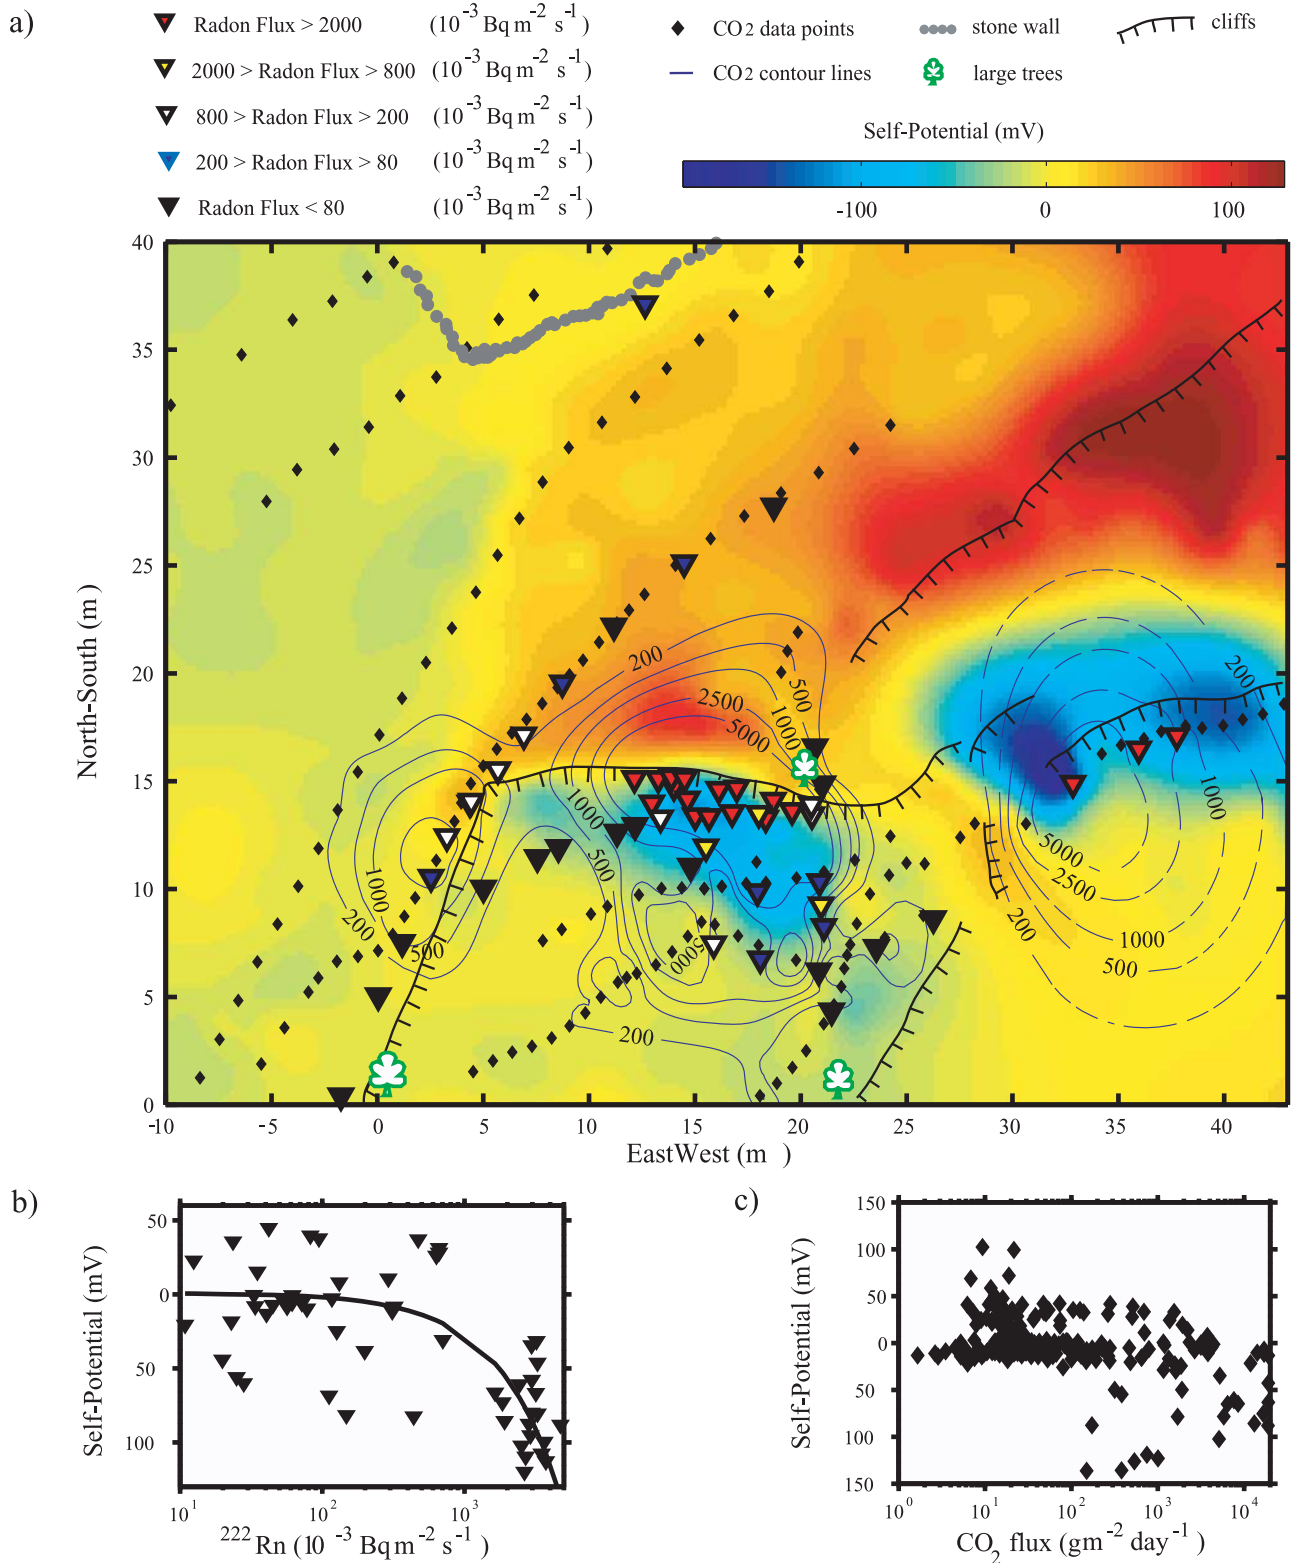 a)
Radon Flux > 2000 (10⁻³ Bq m⁻² s⁻¹)
2000 > Radon Flux > 800 (10⁻³ Bq m⁻² s⁻¹)
800 > Radon Flux > 200 (10⁻³ Bq m⁻² s⁻¹)
200 > Radon Flux > 80 (10⁻³ Bq m⁻² s⁻¹)
Radon Flux < 80 (10⁻³ Bq m⁻² s⁻¹)
CO2 data points
CO2 contour lines
stone wall
large trees
cliffs
Self-Potential (mV)
-100 0 100
40
35
30
25
20
15
10
5
0
North-South (m)
200
2500
5000
500
1000
1000
500
1000
200
500
5000
200
200
1000
5000
2500
200
1000
500
-10 -5 0 5 10 15 20 25 30 35 40
EastWest (m )
b)
50
0
50
100
Self-Potential (mV)
10¹ 10² 10³
²²²Rn (10⁻³ Bqm⁻² s⁻¹)
c)
150
100
50
0
50
100
150
Self-Potential (mV)
10⁰ 10¹ 10² 10³ 10⁴
CO₂ flux (gm⁻² day⁻¹)